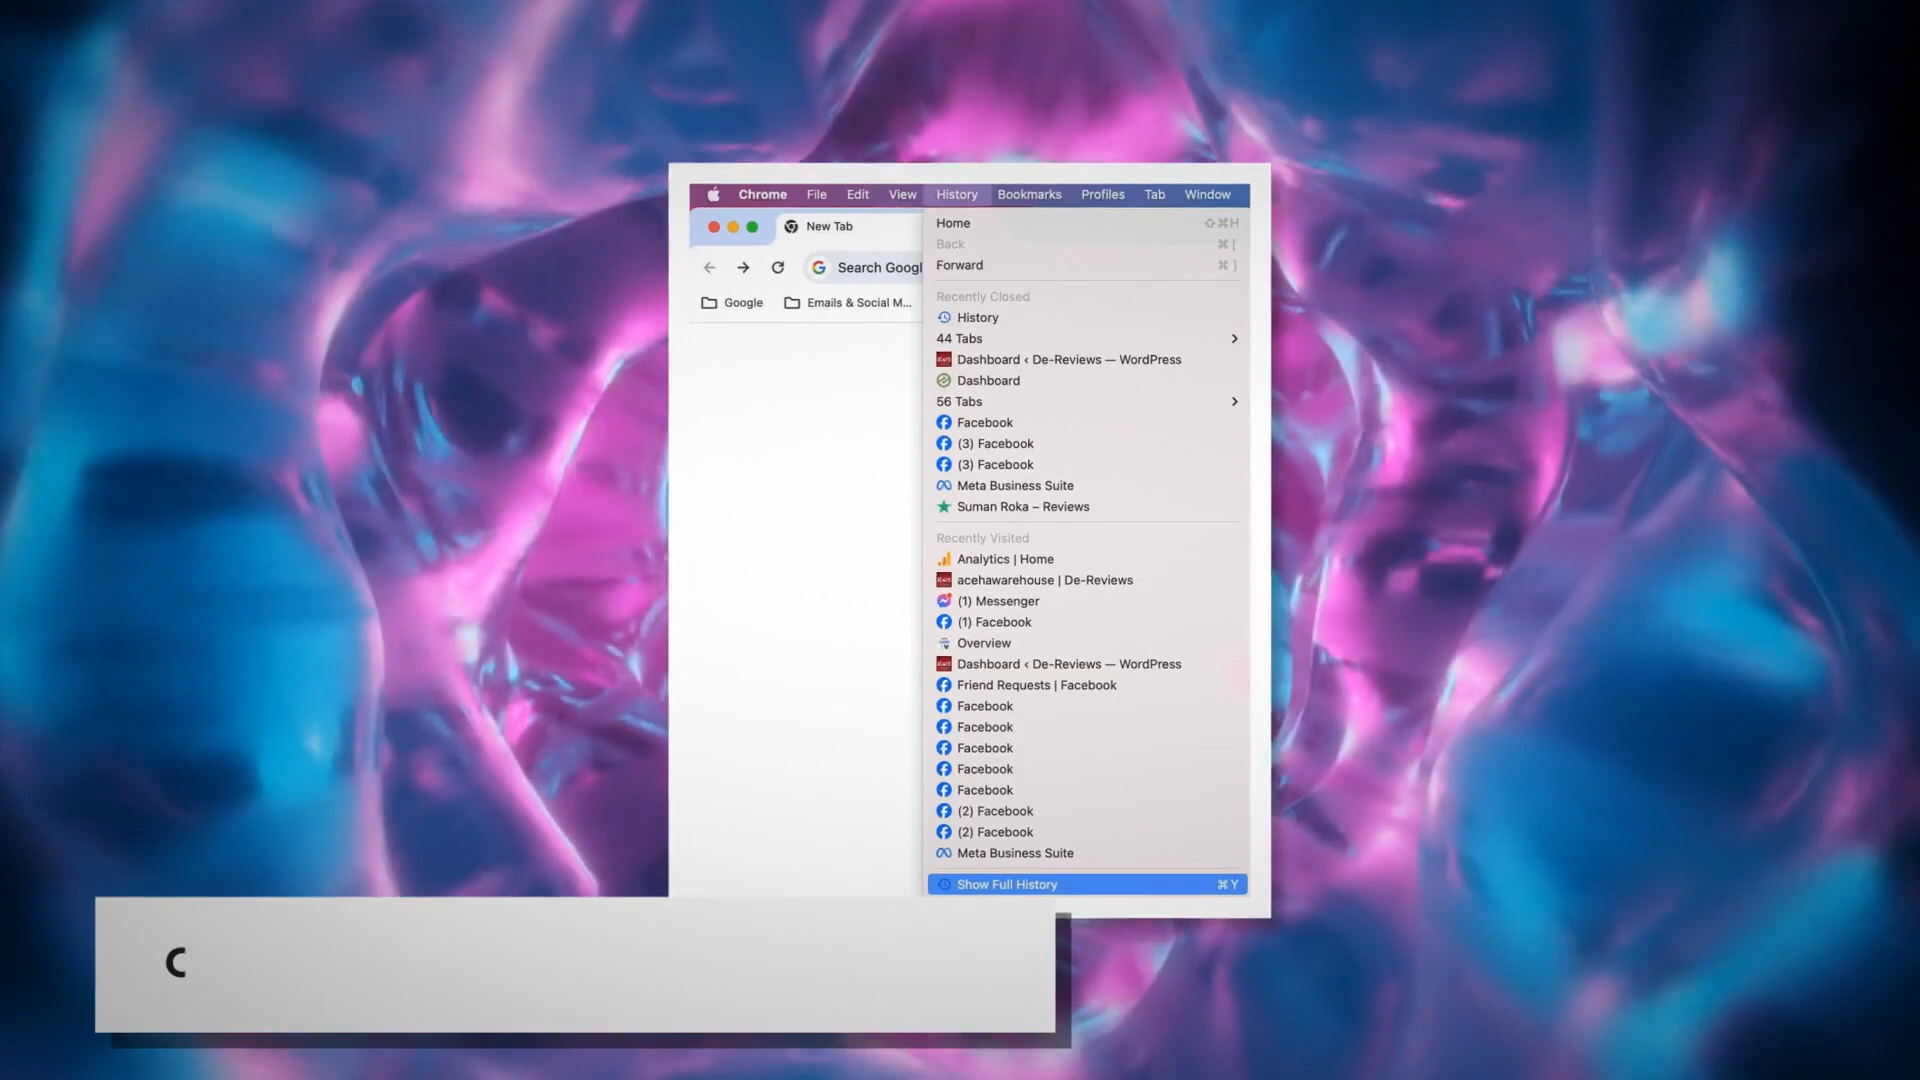 Chrome File Edit View History Bookmarks Profiles Tab Window
New Tab
Search Googl
Google Emails & Social M...
Home ⇧⌘H
Back ⌘[
Forward ⌘]
Recently Closed
History
44 Tabs
Dashboard ‹ De-Reviews — WordPress
Dashboard
56 Tabs
Facebook
(3) Facebook
(3) Facebook
Meta Business Suite
Suman Roka – Reviews
Recently Visited
Analytics | Home
acehawarehouse | De-Reviews
(1) Messenger
(1) Facebook
Overview
Dashboard ‹ De-Reviews — WordPress
Friend Requests | Facebook
Facebook
Facebook
Facebook
Facebook
Facebook
(2) Facebook
(2) Facebook
Meta Business Suite
Show Full History ⌘Y
C